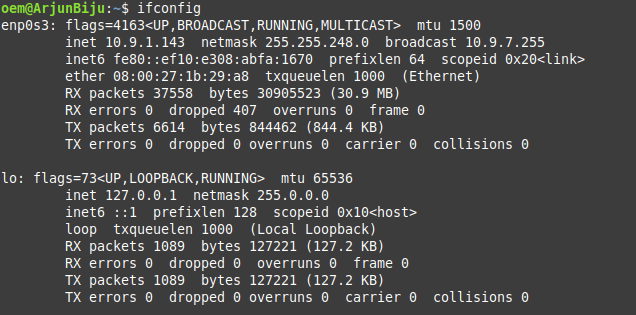 oem@ArjunBiju:~$ ifconfig
enp0s3: flags=4163<UP,BROADCAST,RUNNING,MULTICAST>  mtu 1500
        inet 10.9.1.143  netmask 255.255.248.0  broadcast 10.9.7.255
        inet6 fe80::ef10:e308:abfa:1670  prefixlen 64  scopeid 0x20<link>
        ether 08:00:27:1b:29:a8  txqueuelen 1000  (Ethernet)
        RX packets 37558  bytes 30905523 (30.9 MB)
        RX errors 0  dropped 407  overruns 0  frame 0
        TX packets 6614  bytes 844462 (844.4 KB)
        TX errors 0  dropped 0 overruns 0  carrier 0  collisions 0

lo: flags=73<UP,LOOPBACK,RUNNING>  mtu 65536
        inet 127.0.0.1  netmask 255.0.0.0
        inet6 ::1  prefixlen 128  scopeid 0x10<host>
        loop  txqueuelen 1000  (Local Loopback)
        RX packets 1089  bytes 127221 (127.2 KB)
        RX errors 0  dropped 0  overruns 0  frame 0
        TX packets 1089  bytes 127221 (127.2 KB)
        TX errors 0  dropped 0 overruns 0  carrier 0  collisions 0